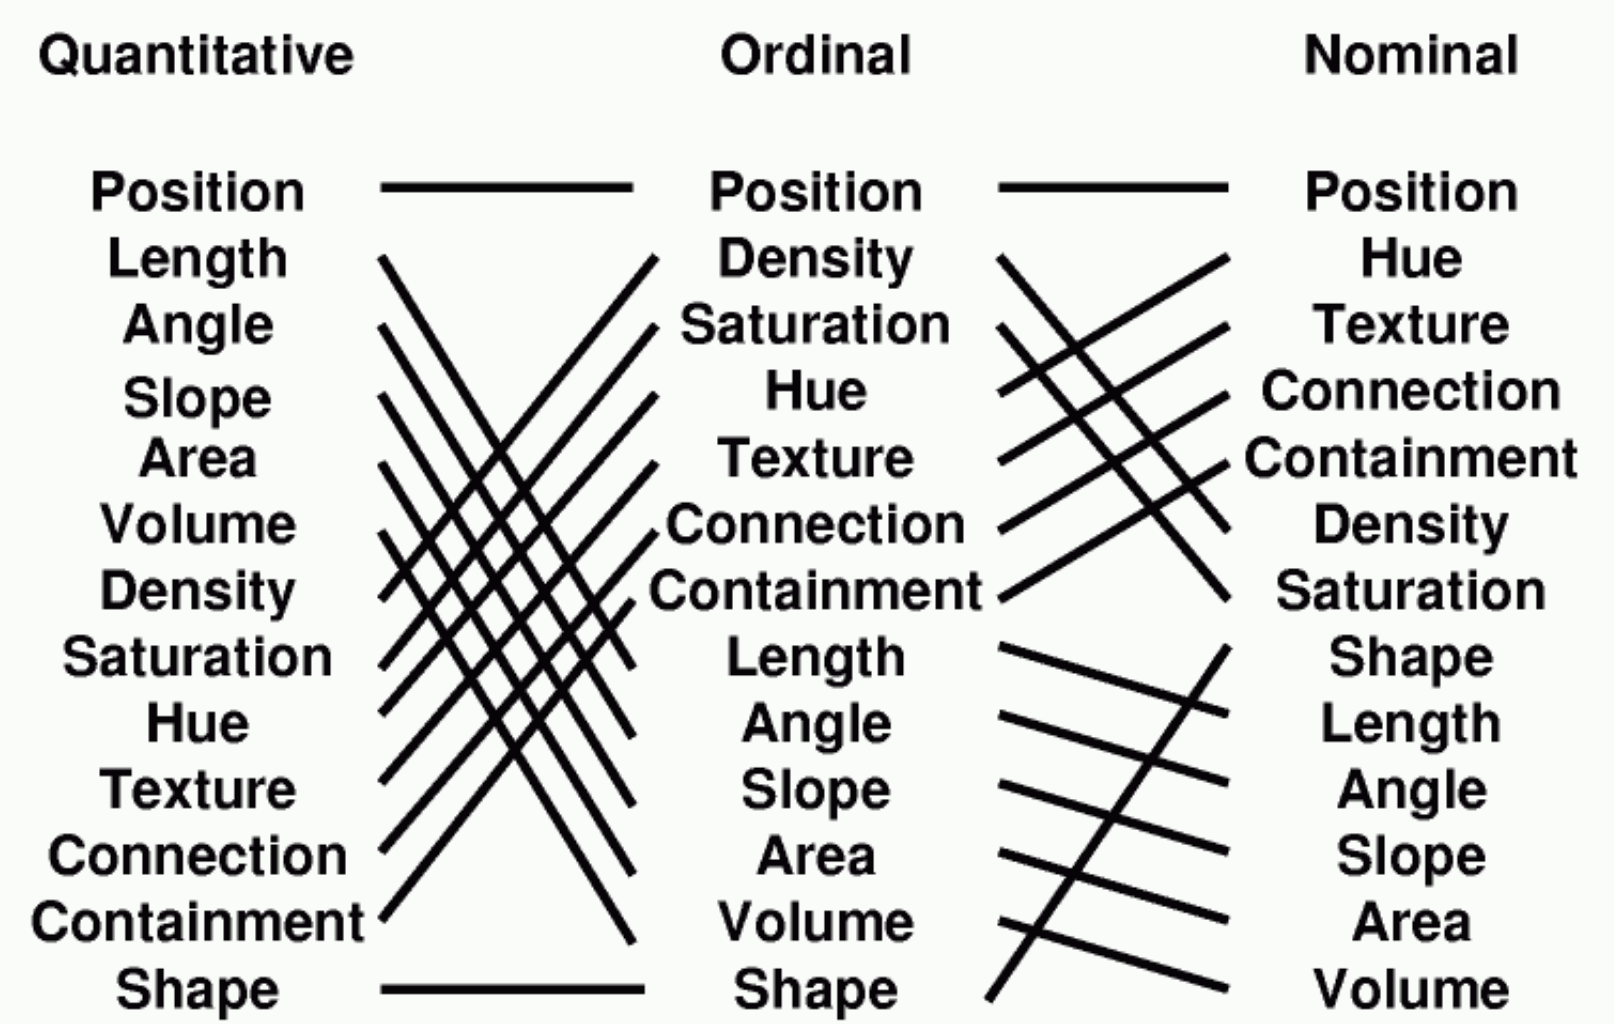 Quantitative Ordinal Nominal
Position Position Position
Length Density Hue
Angle Saturation Texture
Slope Hue Connection
Area Texture Containment
Volume Connection Density
Density Containment Saturation
Saturation Length Shape
Hue Angle Length
Texture Slope Angle
Connection Area Slope
Containment Volume Area
Shape Shape Volume